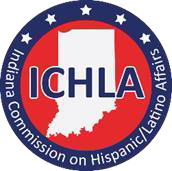 ICHLA
Indiana Commission on Hispanic/Latino Affairs